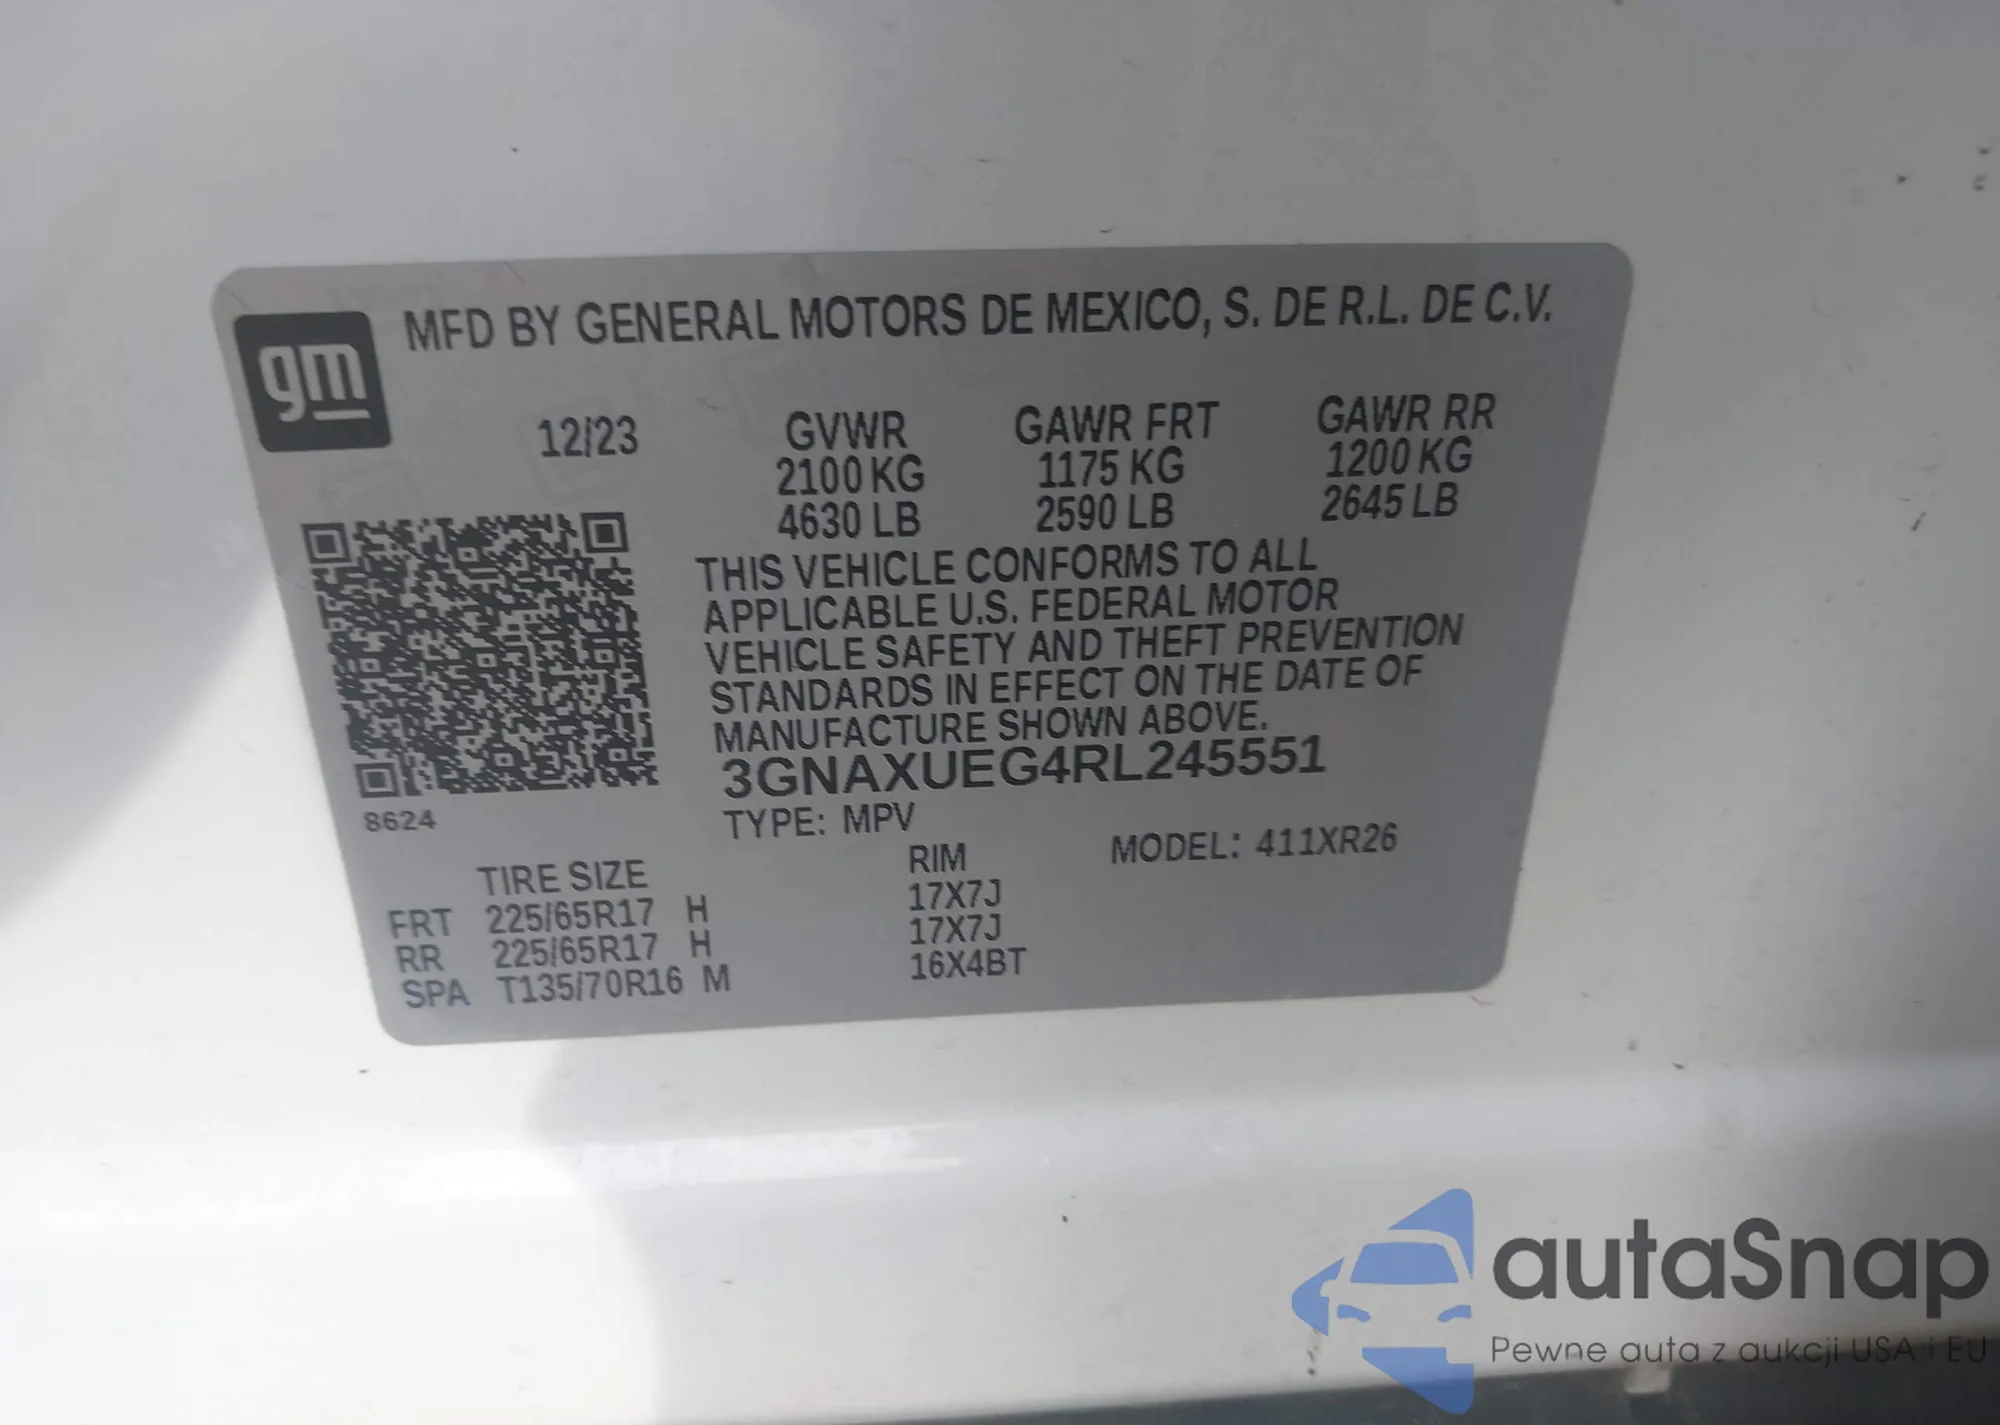 gm
MFD BY GENERAL MOTORS DE MEXICO, S. DE R.L. DE C.V.
12/23 GVWR GAWR FRT GAWR RR
2100 KG 1175 KG 1200 KG
4630 LB 2590 LB 2645 LB
THIS VEHICLE CONFORMS TO ALL
APPLICABLE U.S. FEDERAL MOTOR
VEHICLE SAFETY AND THEFT PREVENTION
STANDARDS IN EFFECT ON THE DATE OF
MANUFACTURE SHOWN ABOVE.
3GNAXUEG4RL245551
8624
TYPE: MPV MODEL: 411XR26
TIRE SIZE RIM
FRT 225/65R17 H 17X7J
RR 225/65R17 H 17X7J
SPA T135/70R16 M 16X4BT
autaSnap
Pewne auta z aukcji USA i EU